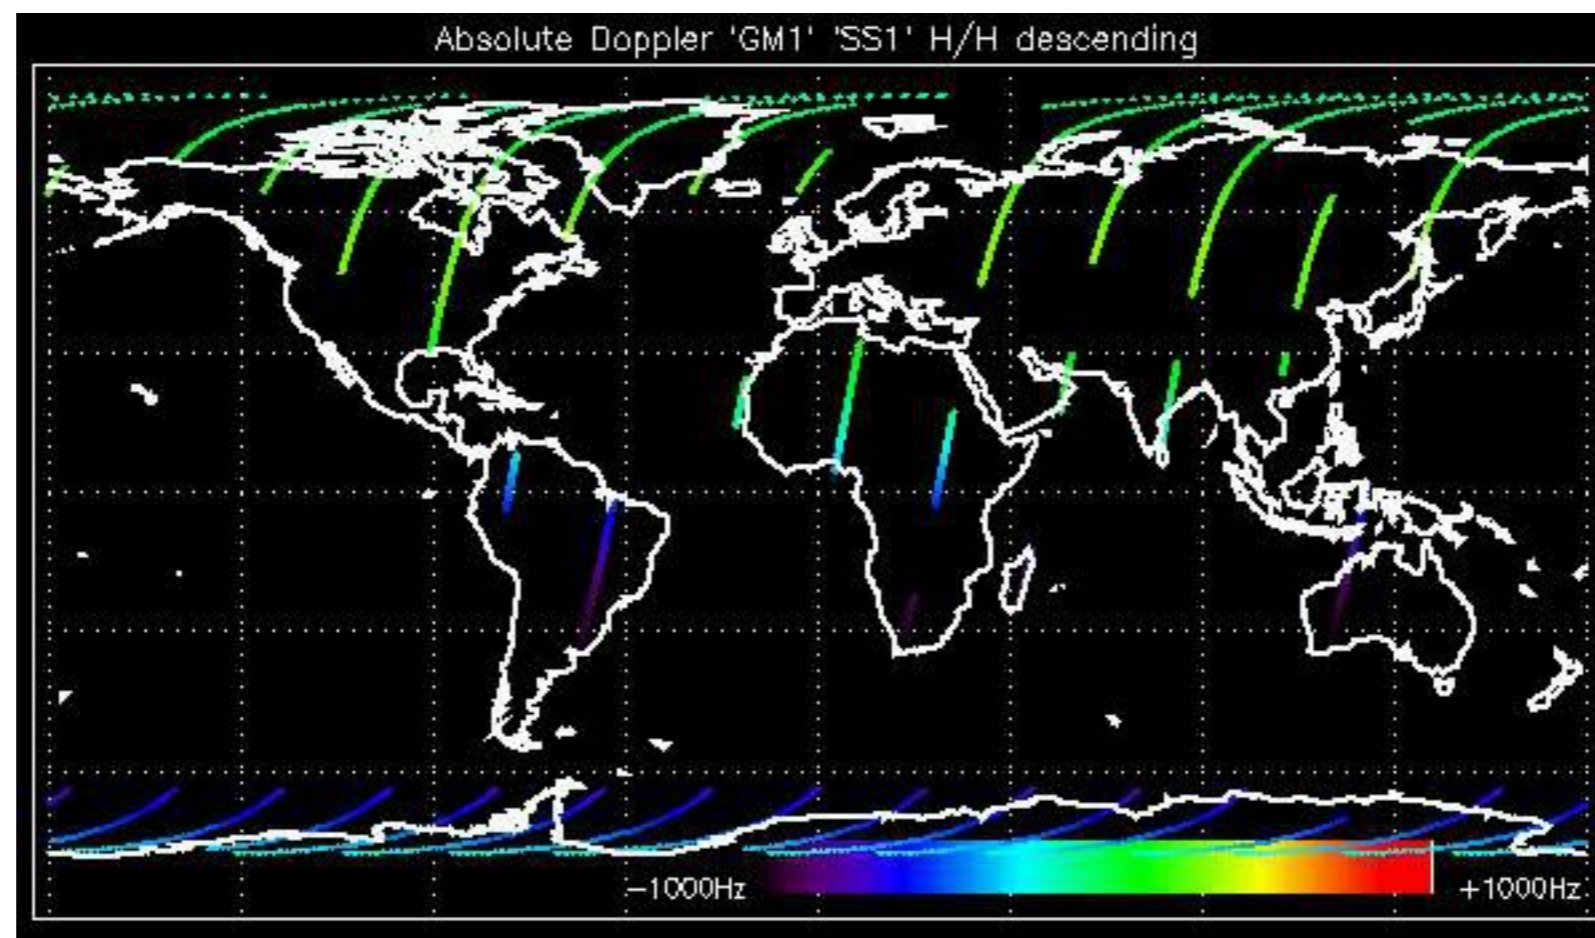 Absolute Doppler 'GM1' 'SS1' H/H descending
−1000Hz
+1000Hz